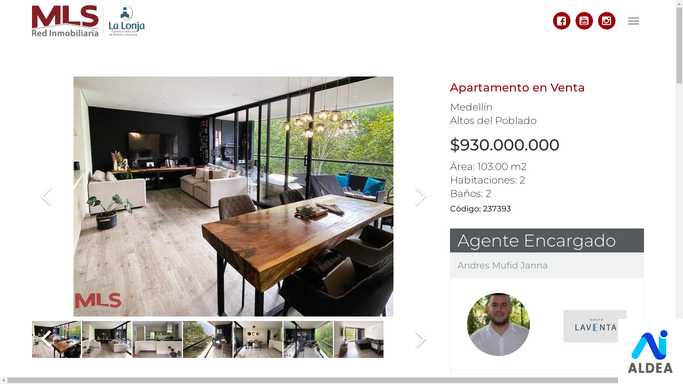 MLS
Red Inmobiliaria
La Lonja
Apartamento en Venta
Medellín
Altos del Poblado
$930.000.000
Área: 103.00 m2
Habitaciones: 2
Baños: 2
Código: 237393
Agente Encargado
Andres Mufid Janna
MLS
LAVENTA
ALDEA